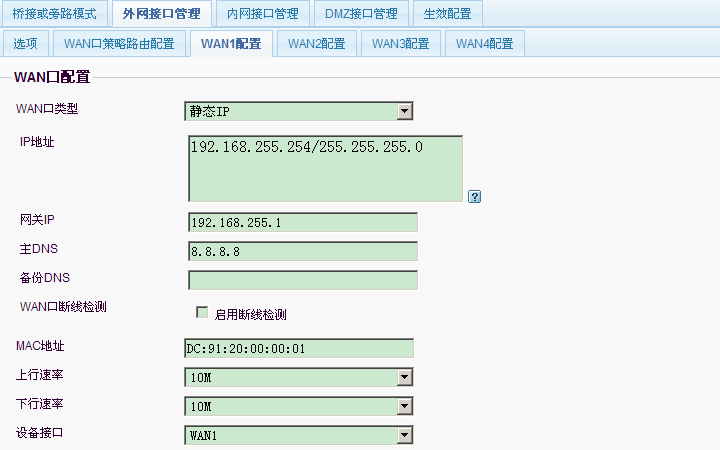 桥接或旁路模式 外网接口管理 内网接口管理 DMZ接口管理 生效配置
选项 WAN口策略路由配置 WAN1配置 WAN2配置 WAN3配置 WAN4配置
WAN口配置
WAN口类型 静态IP
IP地址 192.168.255.254/255.255.255.0
?
网关IP 192.168.255.1
主DNS 8.8.8.8
备份DNS
WAN口断线检测 启用断线检测
MAC地址 DC:91:20:00:00:01
上行速率 10M
下行速率 10M
设备接口 WAN1